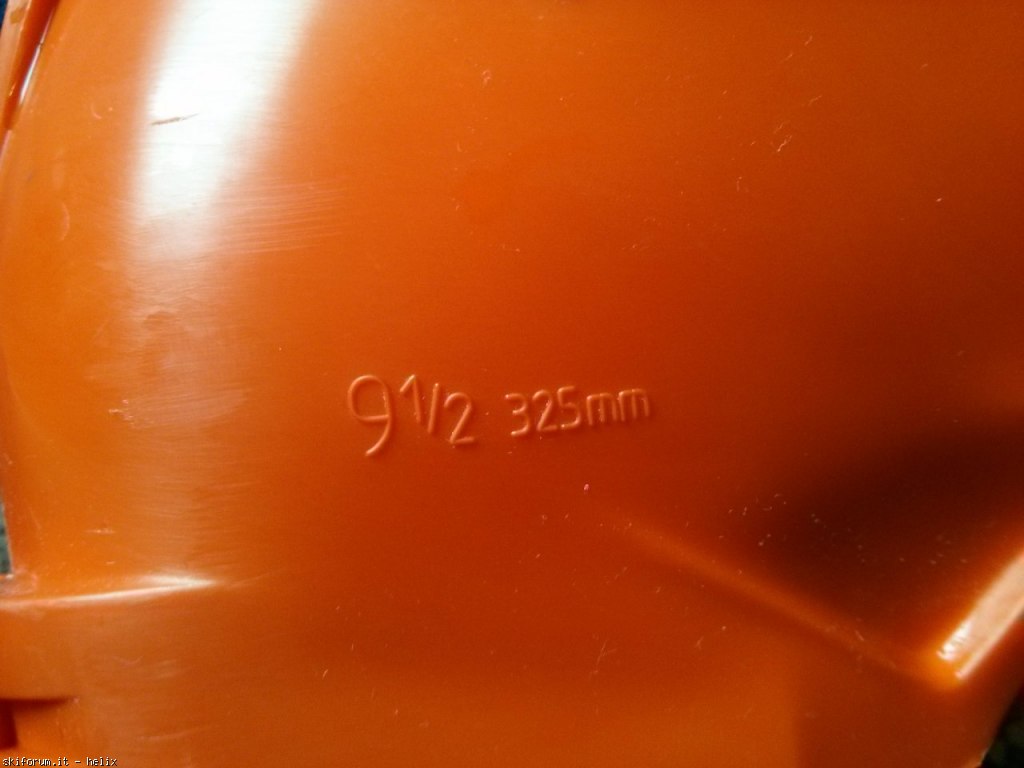 9 1/2 325mm
skiforum.it - helix